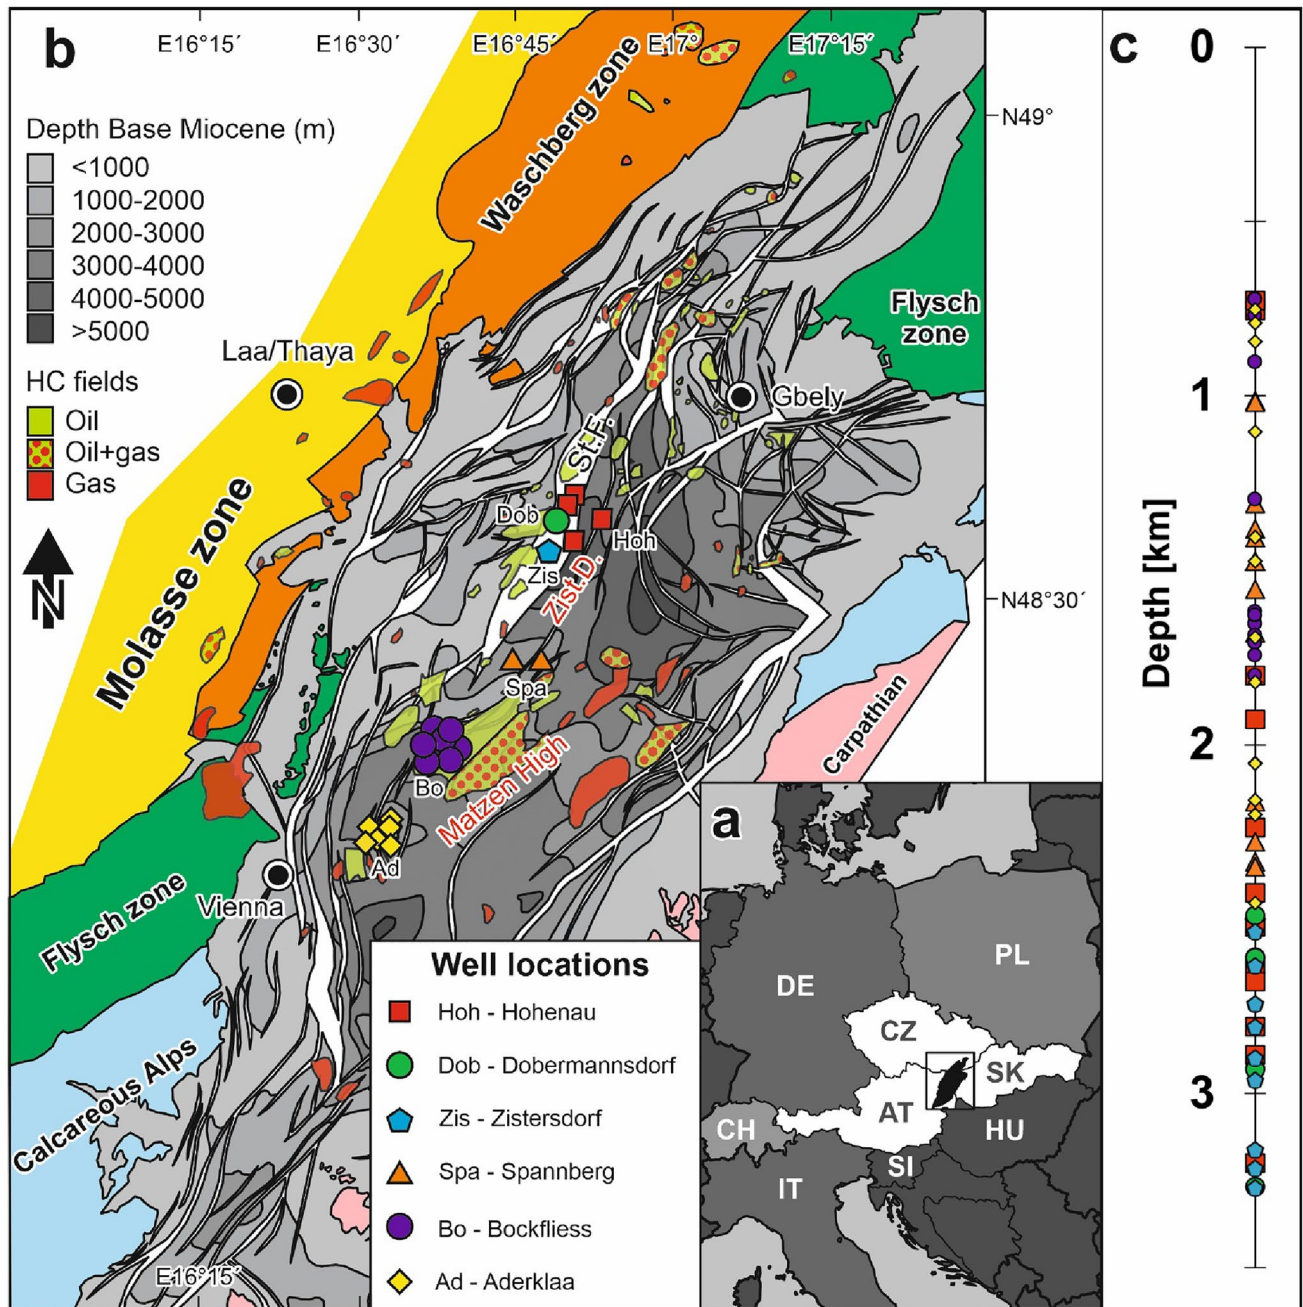 b
E16°15´
E16°30´
E16°45´
E17°
E17°15´
c
0
Depth Base Miocene (m)
<1000
1000-2000
2000-3000
3000-4000
4000-5000
>5000
HC fields
Oil
Oil+gas
Gas
N
Waschberg zone
N49°
Flysch
zone
Laa/Thaya
Gbely
1
St.F.
Dob
Hoh
Zis
Zist.D.
N48°30´
Molasse zone
Spa
Depth [km]
Carpathian
2
Bo
Matzen High
Ad
Vienna
Flysch zone
Calcareous Alps
E16°15´
Well locations
Hoh - Hohenau
Dob - Dobermannsdorf
Zis - Zistersdorf
Spa - Spannberg
Bo - Bockfliess
Ad - Aderklaa
a
DE
PL
CZ
SK
AT
CH
HU
SI
IT
3